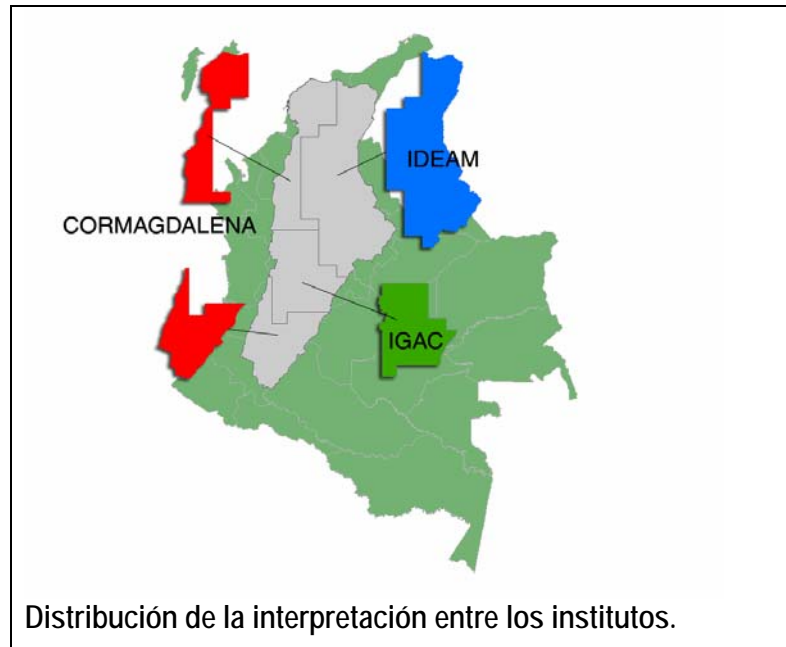 IDEAM
CORMAGDALENA
IGAC
Distribución de la interpretación entre los institutos.